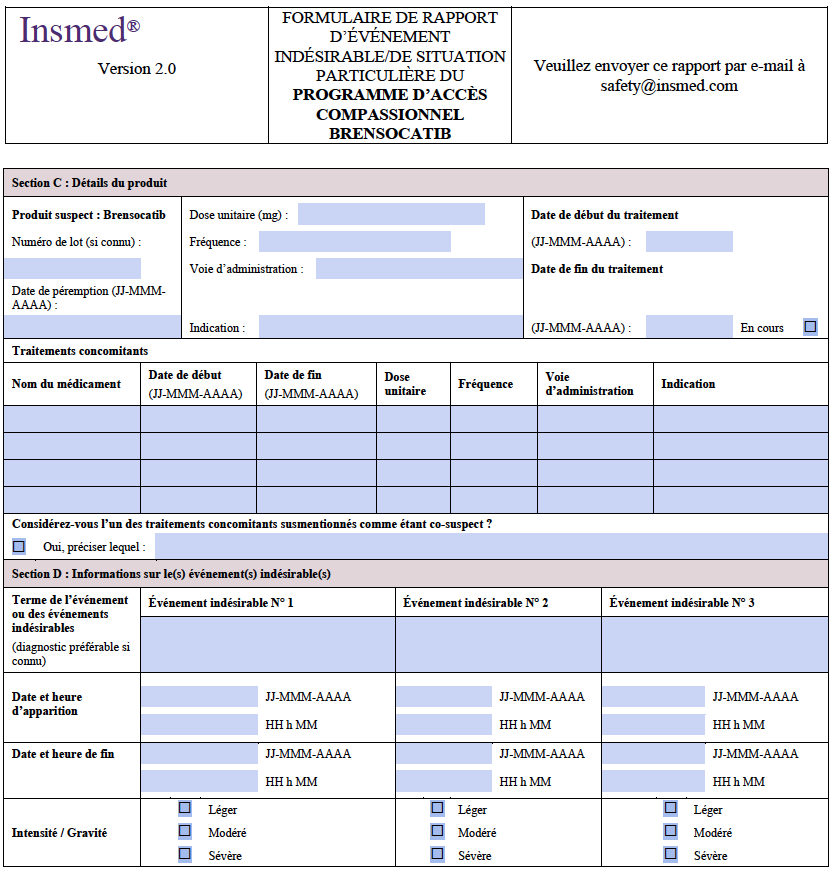 Insmed®
Version 2.0
FORMULAIRE DE RAPPORT
D’ÉVÉNEMENT
INDÉSIRABLE/DE SITUATION
PARTICULIÈRE DU
PROGRAMME D’ACCÈS
COMPASSIONNEL
BRENSOCATIB
Veuillez envoyer ce rapport par e-mail à
safety@insmed.com
Section C : Détails du produit
Produit suspect : Brensocatib
Numéro de lot (si connu) :
Date de péremption (JJ-MMM-
AAAA) :
Dose unitaire (mg) :
Fréquence :
Voie d’administration :
Indication :
Date de début du traitement
(JJ-MMM-AAAA) :
Date de fin du traitement
(JJ-MMM-AAAA) : En cours ☐
Traitements concomitants
Nom du médicament
Date de début
(JJ-MMM-AAAA)
Date de fin
(JJ-MMM-AAAA)
Dose
unitaire
Fréquence
Voie
d’administration
Indication
Considérez-vous l’un des traitements concomitants susmentionnés comme étant co-suspect ?
☐ Oui, préciser lequel :
Section D : Informations sur le(s) événement(s) indésirable(s)
Terme de l’événement
ou des événements
indésirables
(diagnostic préférable si
connu)
Événement indésirable N° 1
Événement indésirable N° 2
Événement indésirable N° 3
Date et heure
d’apparition
JJ-MMM-AAAA
HH h MM
JJ-MMM-AAAA
HH h MM
JJ-MMM-AAAA
HH h MM
Date et heure de fin
JJ-MMM-AAAA
HH h MM
JJ-MMM-AAAA
HH h MM
JJ-MMM-AAAA
HH h MM
Intensité / Gravité
☐ Léger
☐ Modéré
☐ Sévère
☐ Léger
☐ Modéré
☐ Sévère
☐ Léger
☐ Modéré
☐ Sévère